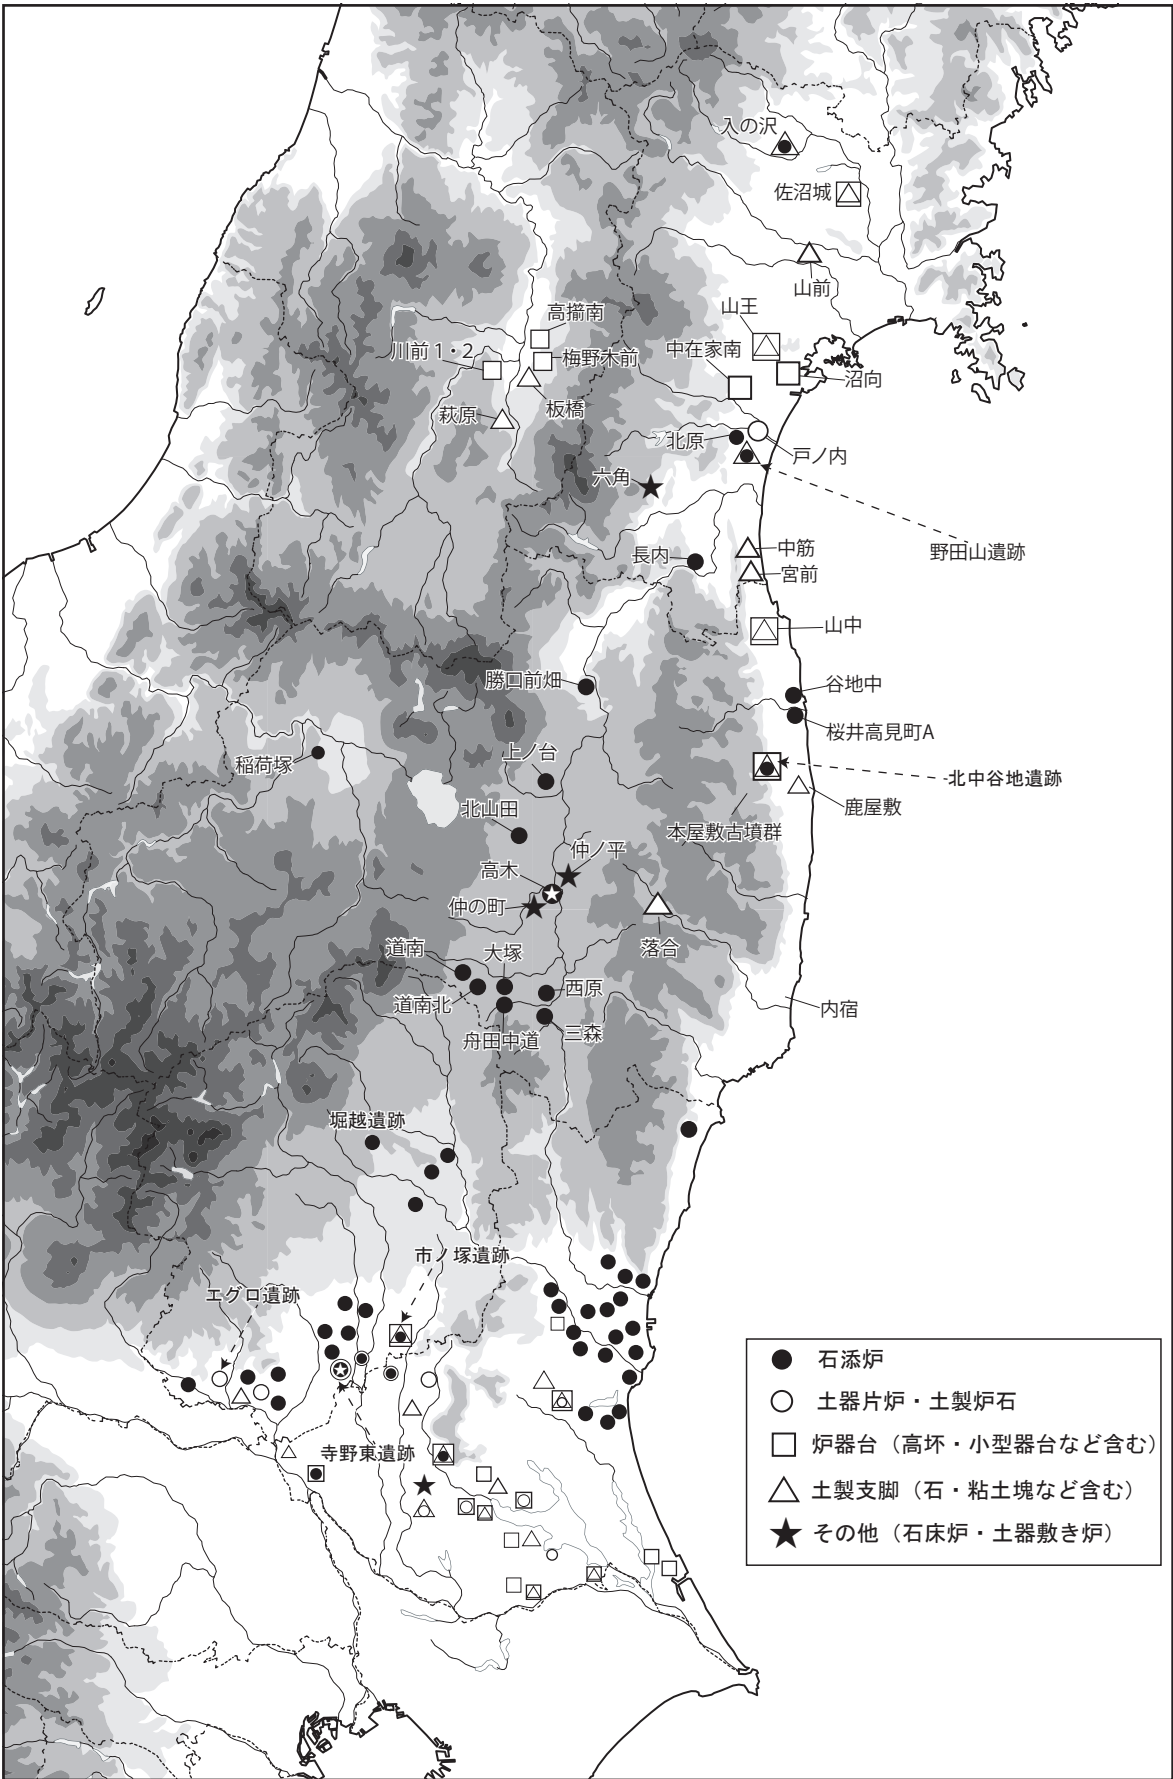 入の沢
佐沼城
山前
山王
高擶南
川前1・2
梅野木前
中在家南
沼向
板橋
萩原
北原
戸ノ内
六角
野田山遺跡
長内
中筋
宮前
山中
勝口前畑
谷地中
桜井高見町A
上ノ台
稲荷塚
北中谷地遺跡
鹿屋敷
北山田
本屋敷古墳群
仲ノ平
高木
仲の町
道南
大塚
落合
西原
道南北
内宿
舟田中道
三森
堀越遺跡
市ノ塚遺跡
エグロ遺跡
寺野東遺跡
石添炉
土器片炉・土製炉石
炉器台（高坏・小型器台など含む）
土製支脚（石・粘土塊など含む）
その他（石床炉・土器敷き炉）